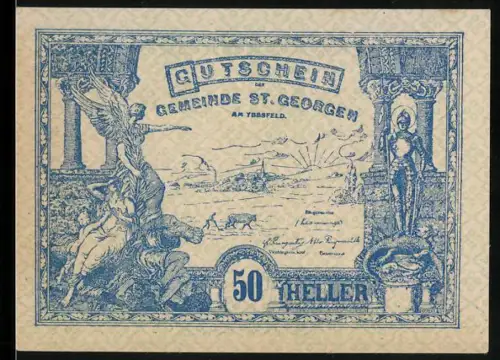 GUTSCHEIN
DER
GEMEINDE ST. GEORGEN
AM YBBSFELD.
50 HELLER